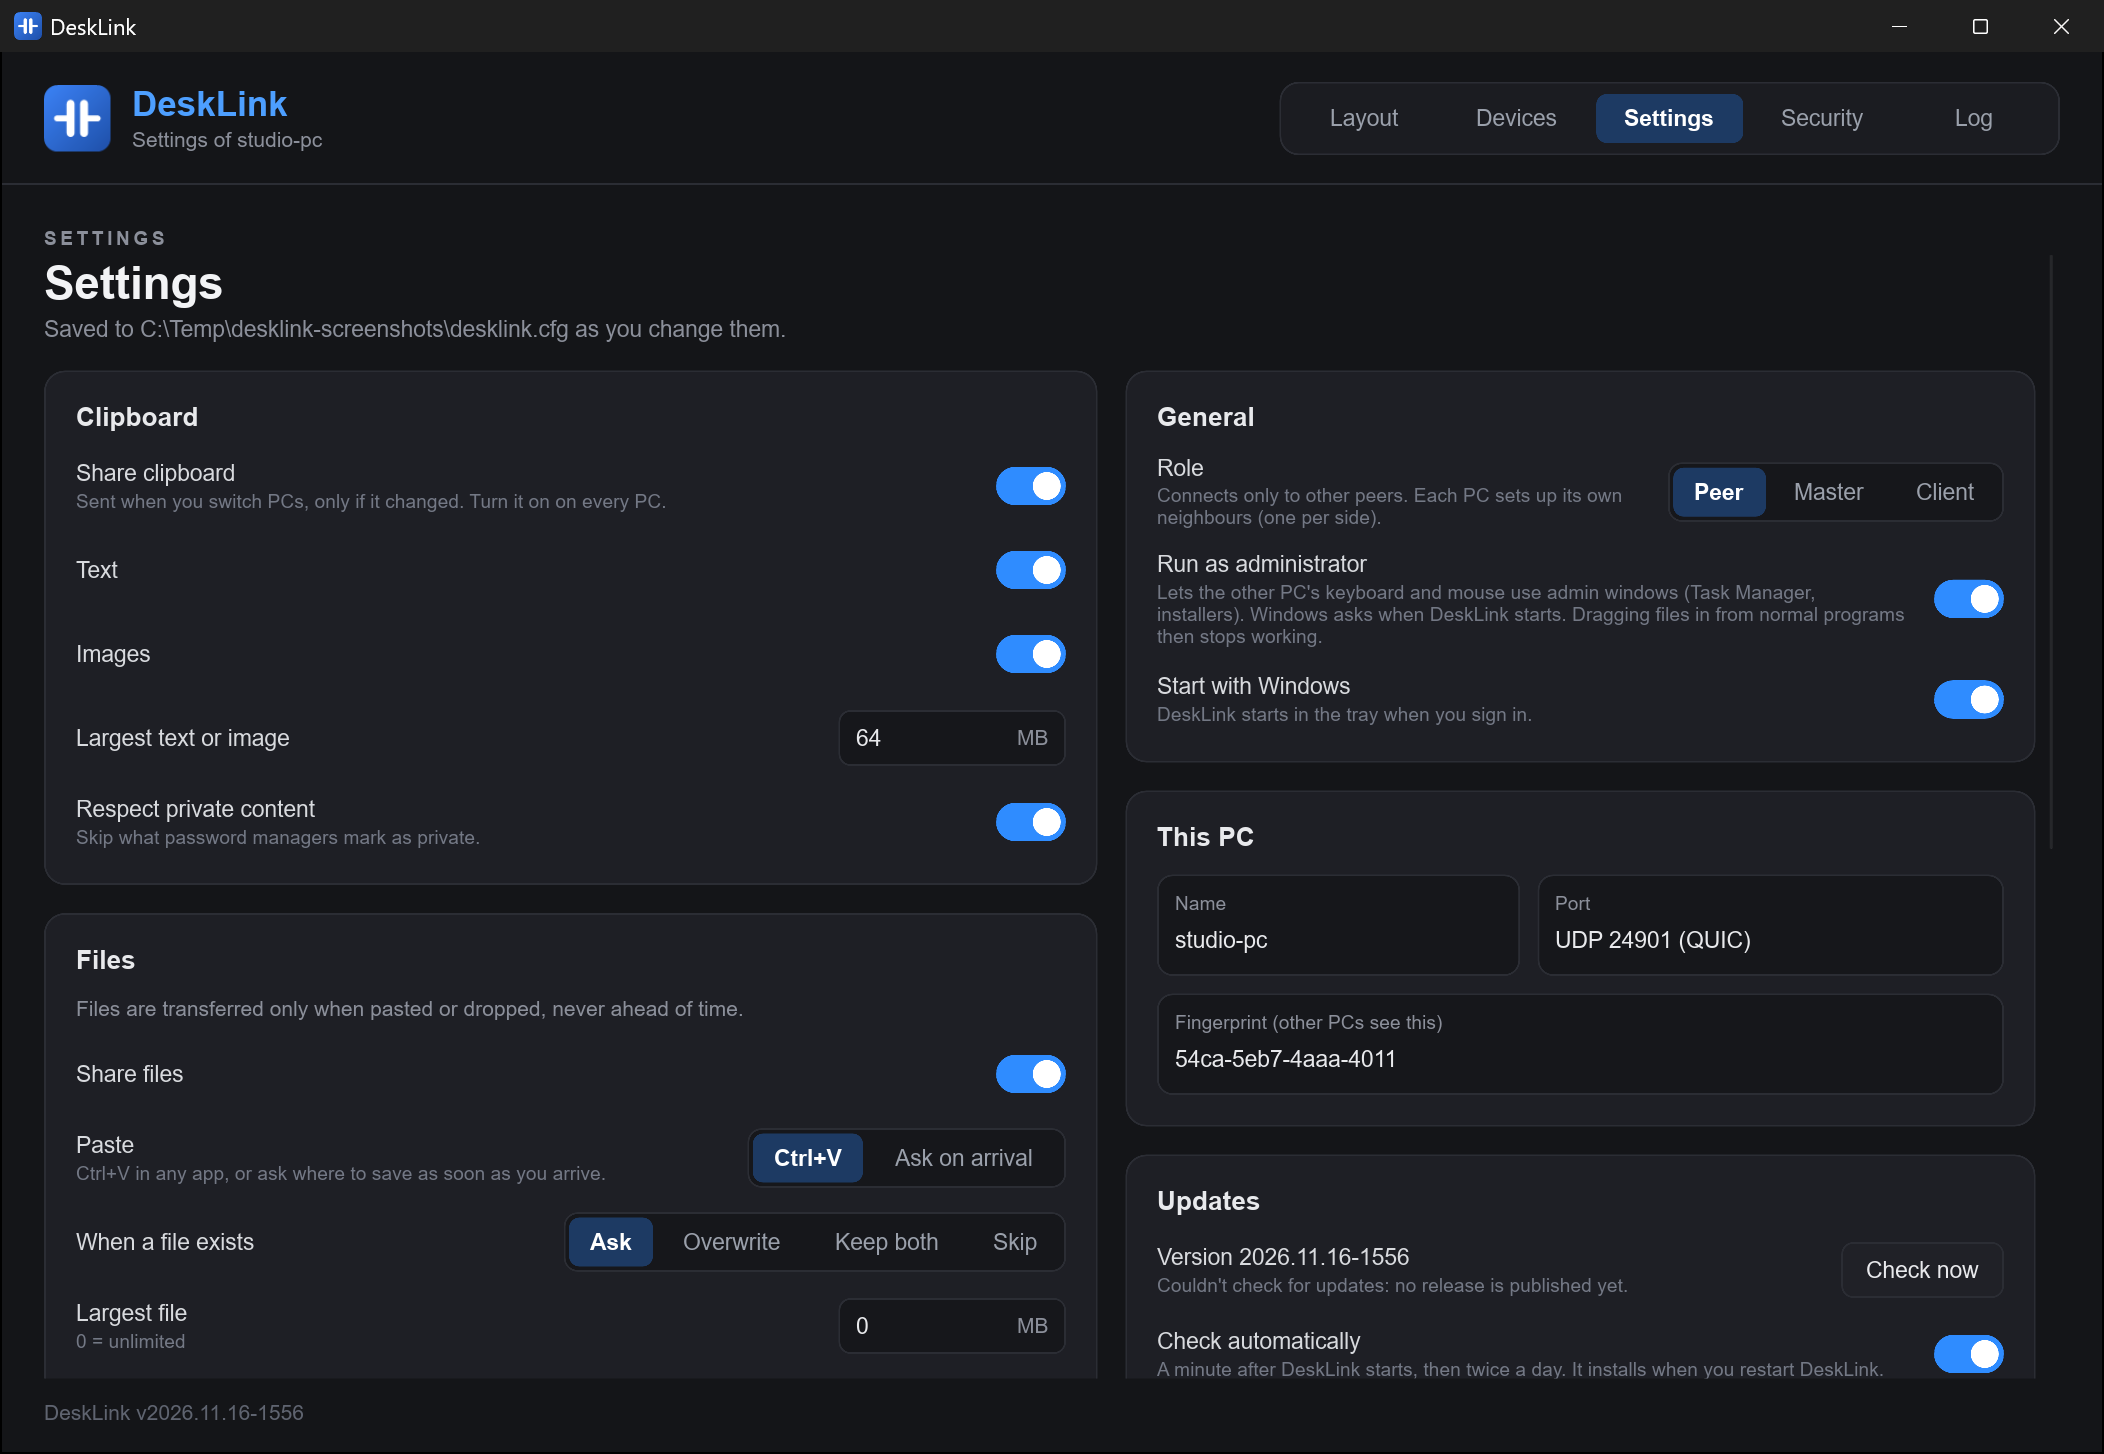 DeskLink
DeskLink
Settings of studio-pc
Layout
Devices
Settings
Security
Log
SETTINGS
Settings
Saved to C:\Temp\desklink-screenshots\desklink.cfg as you change them.
Clipboard
Share clipboard
Sent when you switch PCs, only if it changed. Turn it on on every PC.
Text
Images
Largest text or image
64 MB
Respect private content
Skip what password managers mark as private.
Files
Files are transferred only when pasted or dropped, never ahead of time.
Share files
Paste
Ctrl+V in any app, or ask where to save as soon as you arrive.
Ctrl+V
Ask on arrival
When a file exists
Ask
Overwrite
Keep both
Skip
Largest file
0 = unlimited
0 MB
General
Role
Connects only to other peers. Each PC sets up its own
neighbours (one per side).
Peer
Master
Client
Run as administrator
Lets the other PC's keyboard and mouse use admin windows (Task Manager,
installers). Windows asks when DeskLink starts. Dragging files in from normal programs
then stops working.
Start with Windows
DeskLink starts in the tray when you sign in.
This PC
Name
studio-pc
Port
UDP 24901 (QUIC)
Fingerprint (other PCs see this)
54ca-5eb7-4aaa-4011
Updates
Version 2026.11.16-1556
Couldn't check for updates: no release is published yet.
Check now
Check automatically
A minute after DeskLink starts, then twice a day. It installs when you restart DeskLink.
DeskLink v2026.11.16-1556